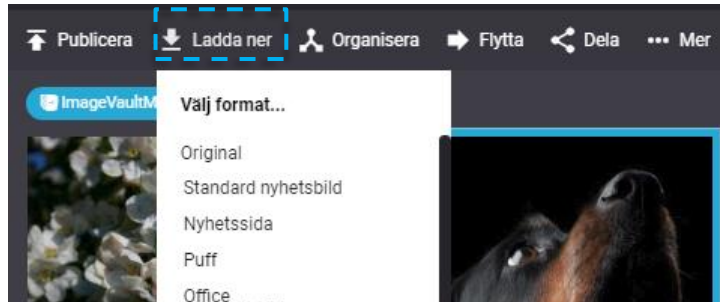 Publicera Ladda ner Organisera Flytta Dela Mer
ImageVaultM
Välj format...
Original
Standard nyhetsbild
Nyhetssida
Puff
Office